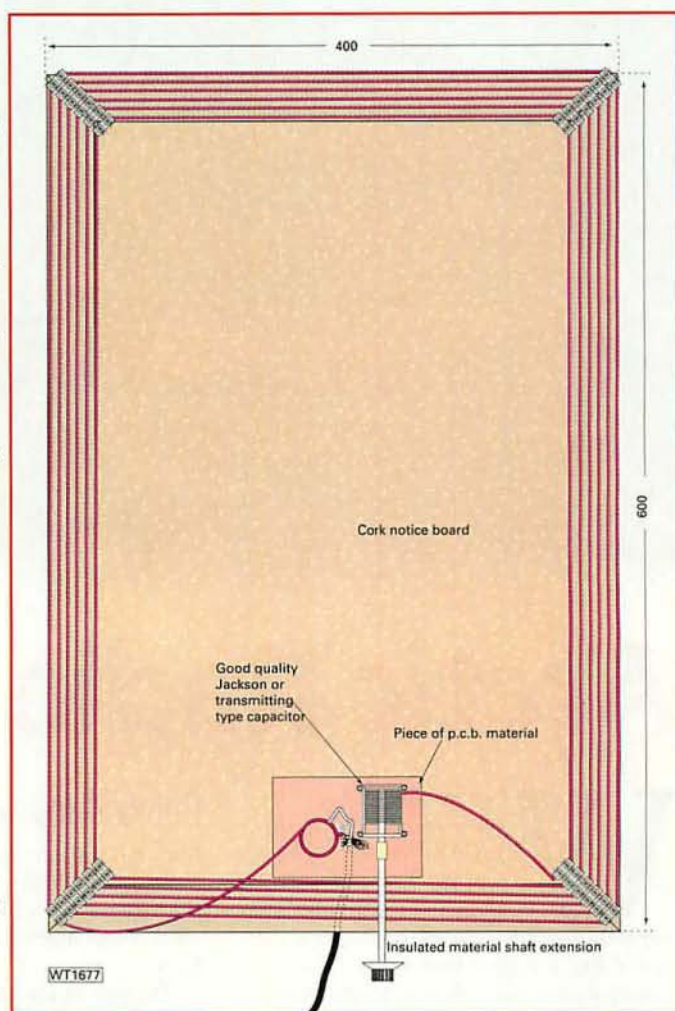 400
600
Cork notice board
Good quality
Jackson or
transmitting
type capacitor
Piece of p.c.b. material
Insulated material shaft extension
WT1677